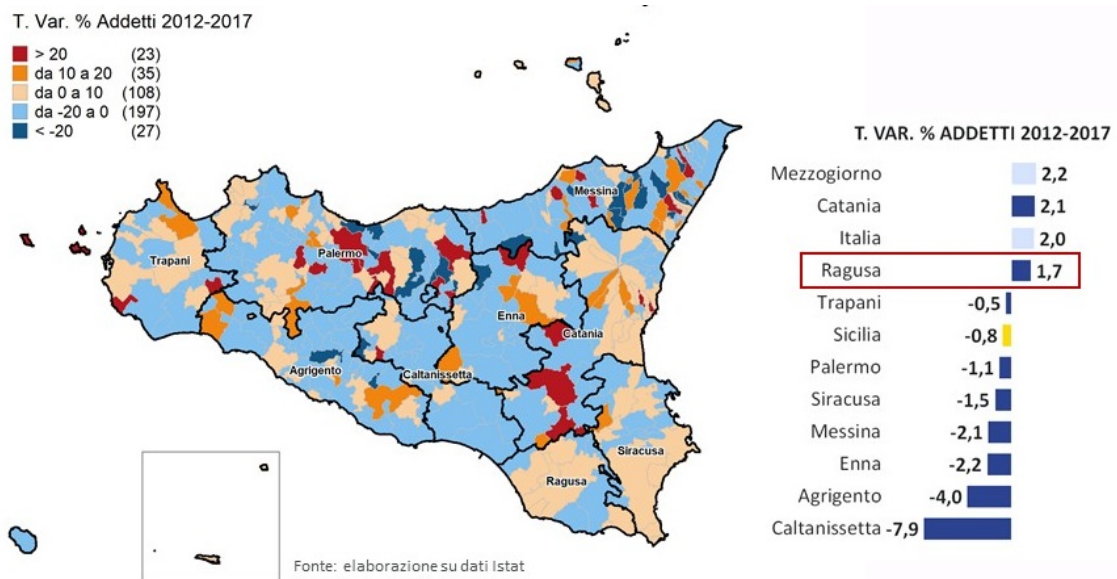 T. Var. % Addetti 2012-2017
> 20 (23)
da 10 a 20 (35)
da 0 a 10 (108)
da -20 a 0 (197)
< -20 (27)
Messina
Palermo
Trapani
Enna
Catania
Agrigento
Caltanissetta
Siracusa
Ragusa
Fonte: elaborazione su dati Istat
T. VAR. % ADDETTI 2012-2017
Mezzogiorno 2,2
Catania 2,1
Italia 2,0
Ragusa 1,7
Trapani -0,5
Sicilia -0,8
Palermo -1,1
Siracusa -1,5
Messina -2,1
Enna -2,2
Agrigento -4,0
Caltanissetta -7,9